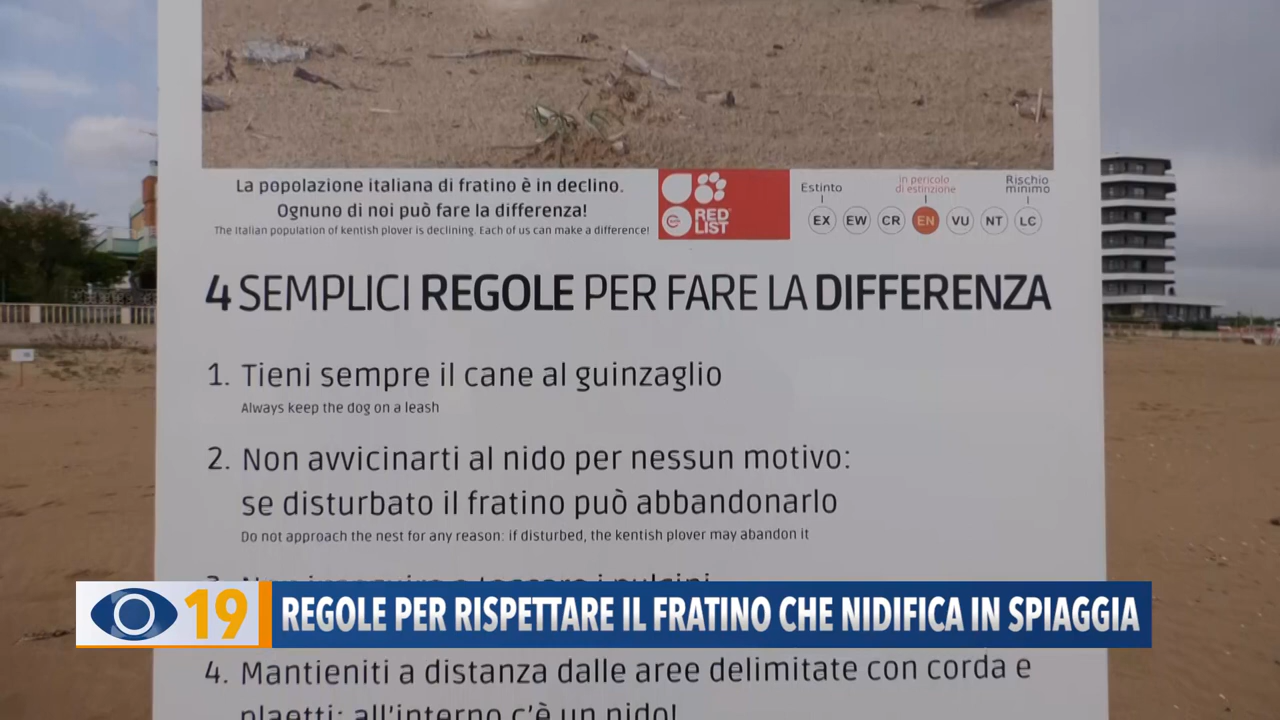 La popolazione italiana di fratino è in declino.
Ognuno di noi può fare la differenza!
The Italian population of kentish plover is declining. Each of us can make a difference!
RED
LIST
Estinto
in pericolo
di estinzione
Rischio
minimo
EX EW CR EN VU NT LC
4 SEMPLICI REGOLE PER FARE LA DIFFERENZA
1. Tieni sempre il cane al guinzaglio
Always keep the dog on a leash
2. Non avvicinarti al nido per nessun motivo:
se disturbato il fratino può abbandonarlo
Do not approach the nest for any reason: if disturbed, the kentish plover may abandon it
19
REGOLE PER RISPETTARE IL FRATINO CHE NIDIFICA IN SPIAGGIA
4. Mantieniti a distanza dalle aree delimitate con corda e
all'interno c'è un nido!